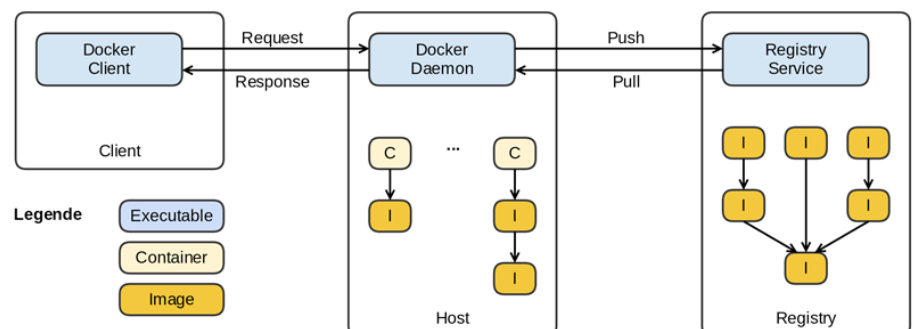 Docker
Client
Request
Response
Docker
Daemon
Push
Pull
Registry
Service
Client
C
...
C
I
I
I
I
I
I
I
I
I
Legende
Executable
Container
Image
Host
Registry